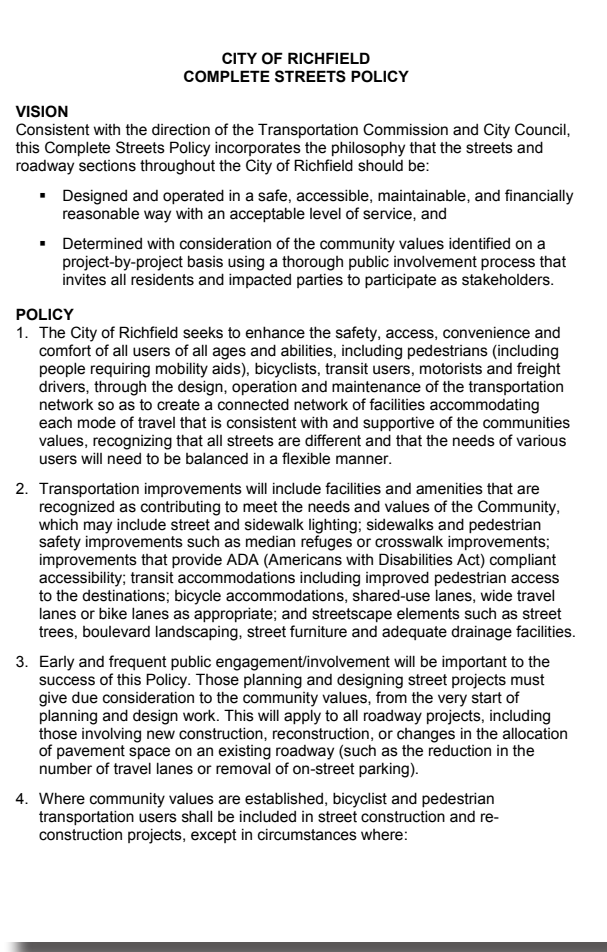 CITY OF RICHFIELD
COMPLETE STREETS POLICY
VISION
Consistent with the direction of the Transportation Commission and City Council,
this Complete Streets Policy incorporates the philosophy that the streets and
roadway sections throughout the City of Richfield should be:
▪ Designed and operated in a safe, accessible, maintainable, and financially
reasonable way with an acceptable level of service, and
▪ Determined with consideration of the community values identified on a
project-by-project basis using a thorough public involvement process that
invites all residents and impacted parties to participate as stakeholders.
POLICY
1. The City of Richfield seeks to enhance the safety, access, convenience and
comfort of all users of all ages and abilities, including pedestrians (including
people requiring mobility aids), bicyclists, transit users, motorists and freight
drivers, through the design, operation and maintenance of the transportation
network so as to create a connected network of facilities accommodating
each mode of travel that is consistent with and supportive of the communities
values, recognizing that all streets are different and that the needs of various
users will need to be balanced in a flexible manner.
2. Transportation improvements will include facilities and amenities that are
recognized as contributing to meet the needs and values of the Community,
which may include street and sidewalk lighting; sidewalks and pedestrian
safety improvements such as median refuges or crosswalk improvements;
improvements that provide ADA (Americans with Disabilities Act) compliant
accessibility; transit accommodations including improved pedestrian access
to the destinations; bicycle accommodations, shared-use lanes, wide travel
lanes or bike lanes as appropriate; and streetscape elements such as street
trees, boulevard landscaping, street furniture and adequate drainage facilities.
3. Early and frequent public engagement/involvement will be important to the
success of this Policy. Those planning and designing street projects must
give due consideration to the community values, from the very start of
planning and design work. This will apply to all roadway projects, including
those involving new construction, reconstruction, or changes in the allocation
of pavement space on an existing roadway (such as the reduction in the
number of travel lanes or removal of on-street parking).
4. Where community values are established, bicyclist and pedestrian
transportation users shall be included in street construction and re-
construction projects, except in circumstances where: